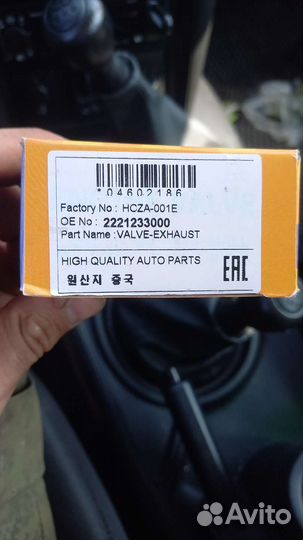 *04602186
Factory No : HCZA-001E
OE No : 2221233000
Part Name : VALVE-EXHAUST
HIGH QUALITY AUTO PARTS
원산지 중국
EAC
Avito